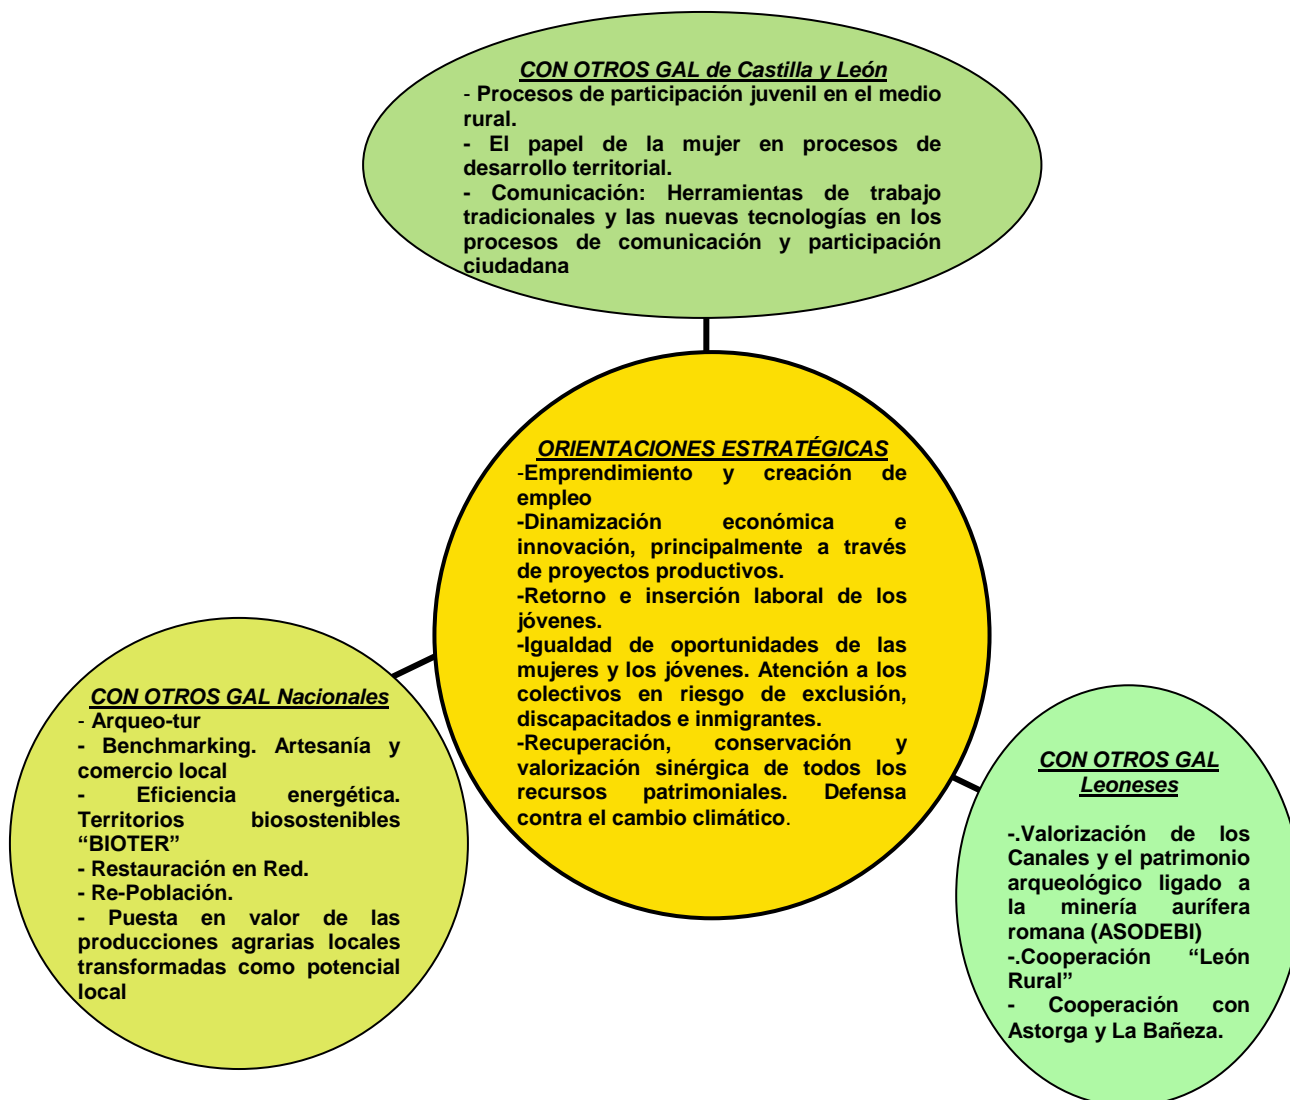 CON OTROS GAL de Castilla y León
- Procesos de participación juvenil en el medio
rural.
- El papel de la mujer en procesos de
desarrollo territorial.
- Comunicación: Herramientas de trabajo
tradicionales y las nuevas tecnologías en los
procesos de comunicación y participación
ciudadana
ORIENTACIONES ESTRATÉGICAS
-Emprendimiento y creación de
empleo
-Dinamización económica e
innovación, principalmente a través
de proyectos productivos.
-Retorno e inserción laboral de los
jóvenes.
-Igualdad de oportunidades de las
mujeres y los jóvenes. Atención a los
colectivos en riesgo de exclusión,
discapacitados e inmigrantes.
-Recuperación, conservación y
valorización sinérgica de todos los
recursos patrimoniales. Defensa
contra el cambio climático.
CON OTROS GAL Nacionales
- Arqueo-tur
- Benchmarking. Artesanía y
comercio local
- Eficiencia energética.
Territorios biosostenibles
“BIOTER”
- Restauración en Red.
- Re-Población.
- Puesta en valor de las
producciones agrarias locales
transformadas como potencial
local
CON OTROS GAL
Leoneses
-.Valorización de los
Canales y el patrimonio
arqueológico ligado a
la minería aurífera
romana (ASODEBI)
-.Cooperación “León
Rural”
- Cooperación con
Astorga y La Bañeza.